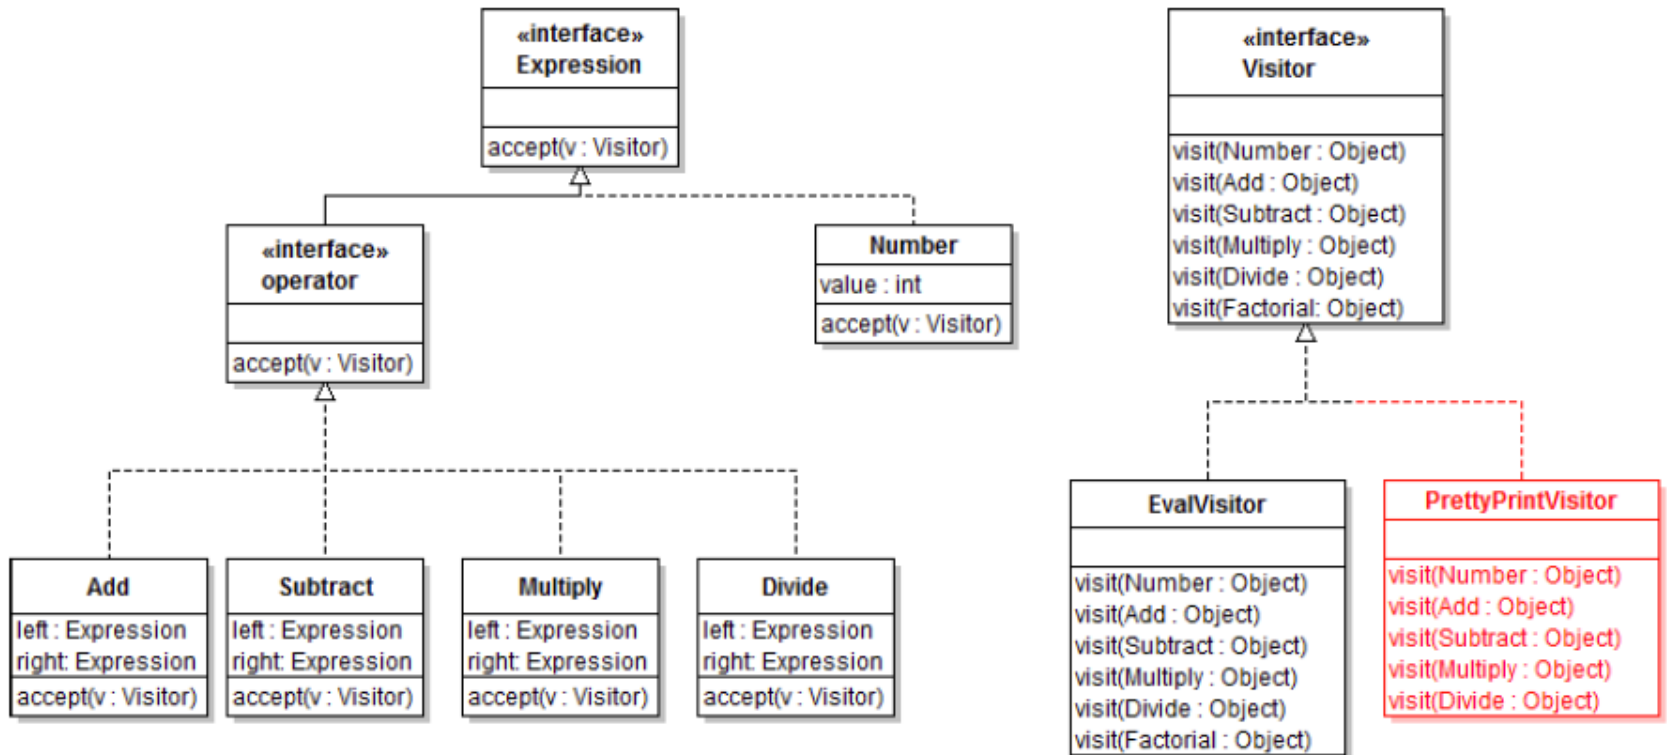 «interface»
Expression
accept(v : Visitor)
«interface»
operator
accept(v : Visitor)
Number
value : int
accept(v : Visitor)
Add
left : Expression
right: Expression
accept(v : Visitor)
Subtract
left : Expression
right: Expression
accept(v : Visitor)
Multiply
left : Expression
right: Expression
accept(v : Visitor)
Divide
left : Expression
right: Expression
accept(v : Visitor)
«interface»
Visitor
visit(Number : Object)
visit(Add : Object)
visit(Subtract : Object)
visit(Multiply : Object)
visit(Divide : Object)
visit(Factorial: Object)
EvalVisitor
visit(Number : Object)
visit(Add : Object)
visit(Subtract : Object)
visit(Multiply : Object)
visit(Divide : Object)
visit(Factorial : Object)
PrettyPrintVisitor
visit(Number : Object)
visit(Add : Object)
visit(Subtract : Object)
visit(Multiply : Object)
visit(Divide : Object)